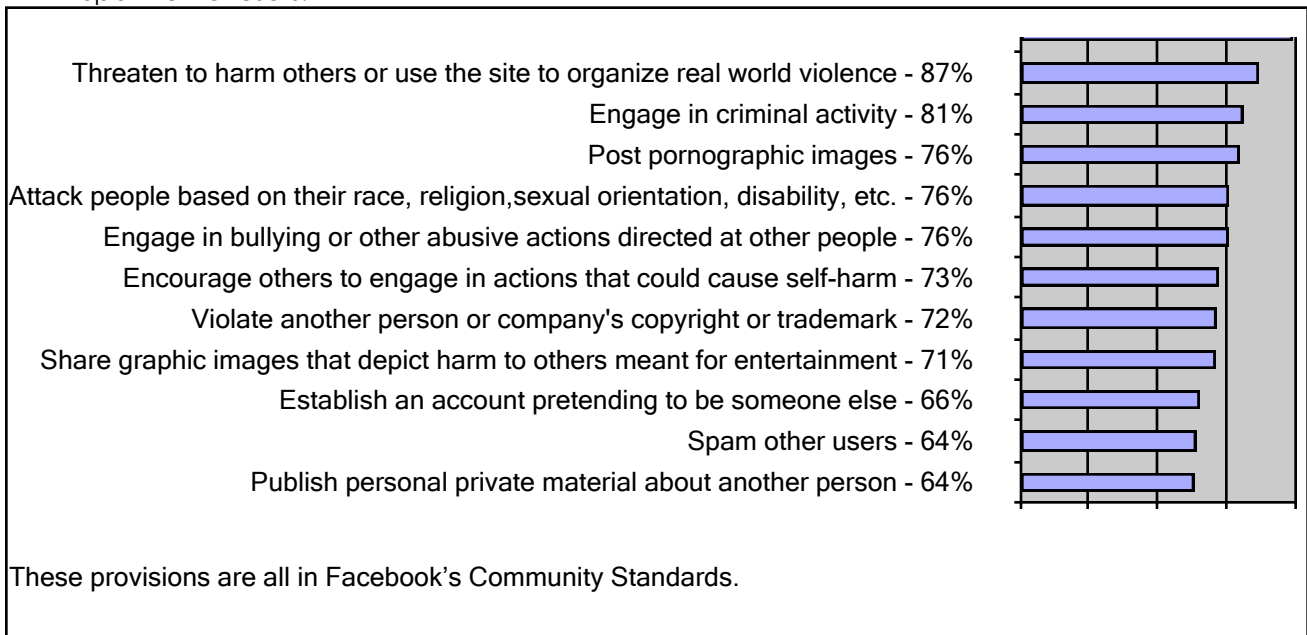 Threaten to harm others or use the site to organize real world violence - 87%
Engage in criminal activity - 81%
Post pornographic images - 76%
Attack people based on their race, religion,sexual orientation, disability, etc. - 76%
Engage in bullying or other abusive actions directed at other people - 76%
Encourage others to engage in actions that could cause self-harm - 73%
Violate another person or company's copyright or trademark - 72%
Share graphic images that depict harm to others meant for entertainment - 71%
Establish an account pretending to be someone else - 66%
Spam other users - 64%
Publish personal private material about another person - 64%
These provisions are all in Facebook’s Community Standards.